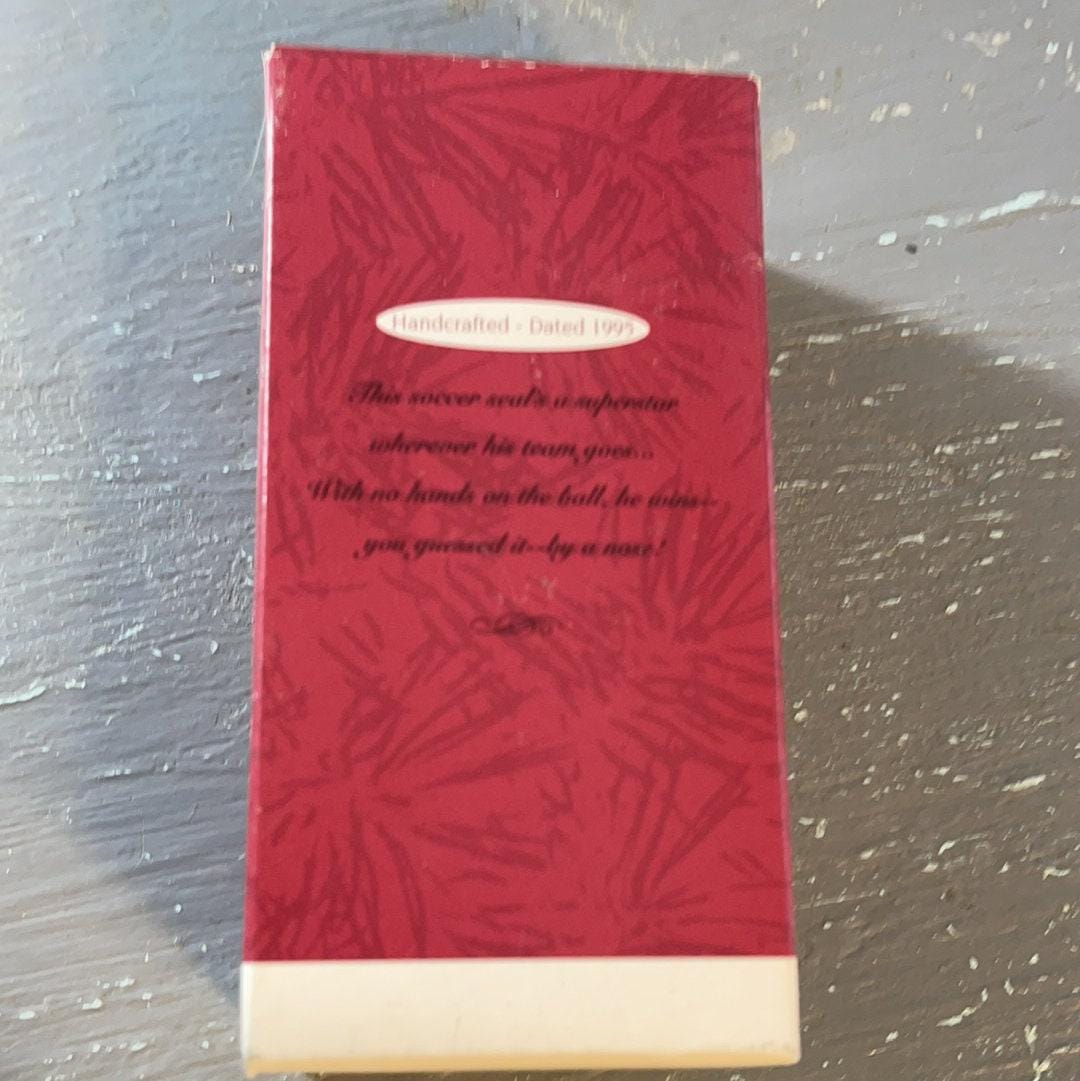 Handcrafted - Dated 1995
This soccer seal's a superstar
wherever his team goes...
With no hands on the ball, he wins--
you guessed it--by a nose!